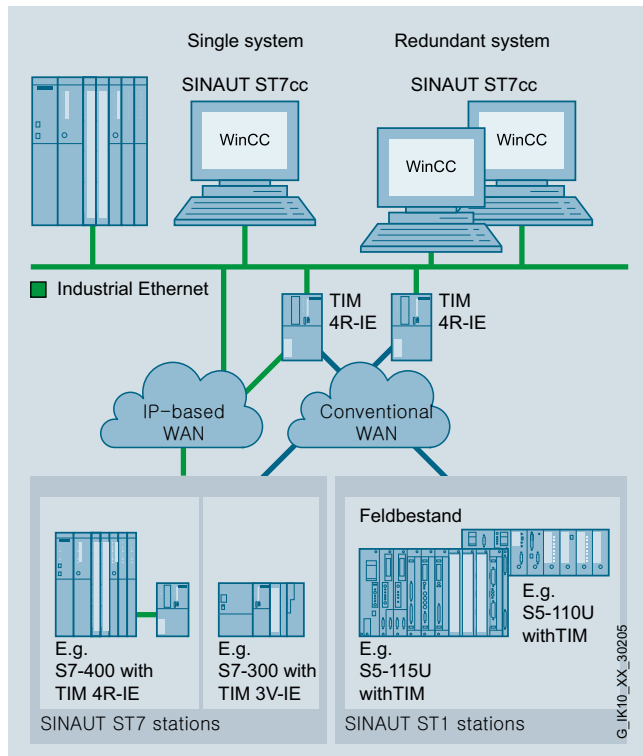 Single system
Redundant system
SINAUT ST7cc
SINAUT ST7cc
WinCC
WinCC
WinCC
Industrial Ethernet
TIM
4R-IE
TIM
4R-IE
IP-based
WAN
Conventional
WAN
Feldbestand
E.g.
S7-400 with
TIM 4R-IE
E.g.
S7-300 with
TIM 3V-IE
E.g.
S5-115U
withTIM
E.g.
S5-110U
withTIM
SINAUT ST7 stations
SINAUT ST1 stations
G_IK10_XX_30205